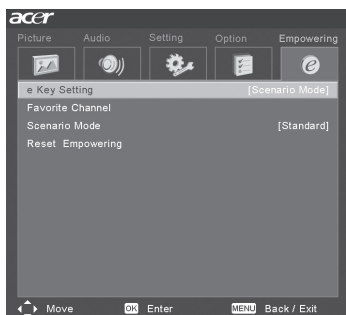 acer
Picture Audio Setting Option Empowering
e
e Key Setting [Scenario Mode]
Favorite Channel
Scenario Mode [Standard]
Reset Empowering
Move OK Enter MENU Back / Exit